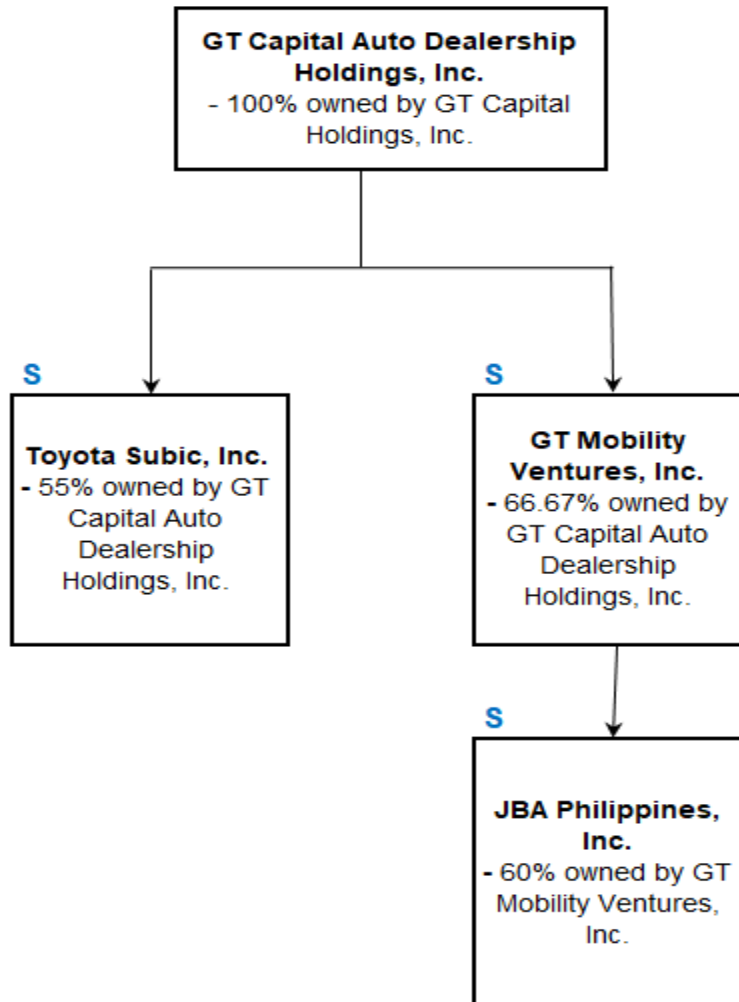 GT Capital Auto Dealership
Holdings, Inc.
- 100% owned by GT Capital
Holdings, Inc.
S
Toyota Subic, Inc.
- 55% owned by GT
Capital Auto
Dealership
Holdings, Inc.
S
GT Mobility
Ventures, Inc.
- 66.67% owned by
GT Capital Auto
Dealership
Holdings, Inc.
S
JBA Philippines,
Inc.
- 60% owned by GT
Mobility Ventures,
Inc.